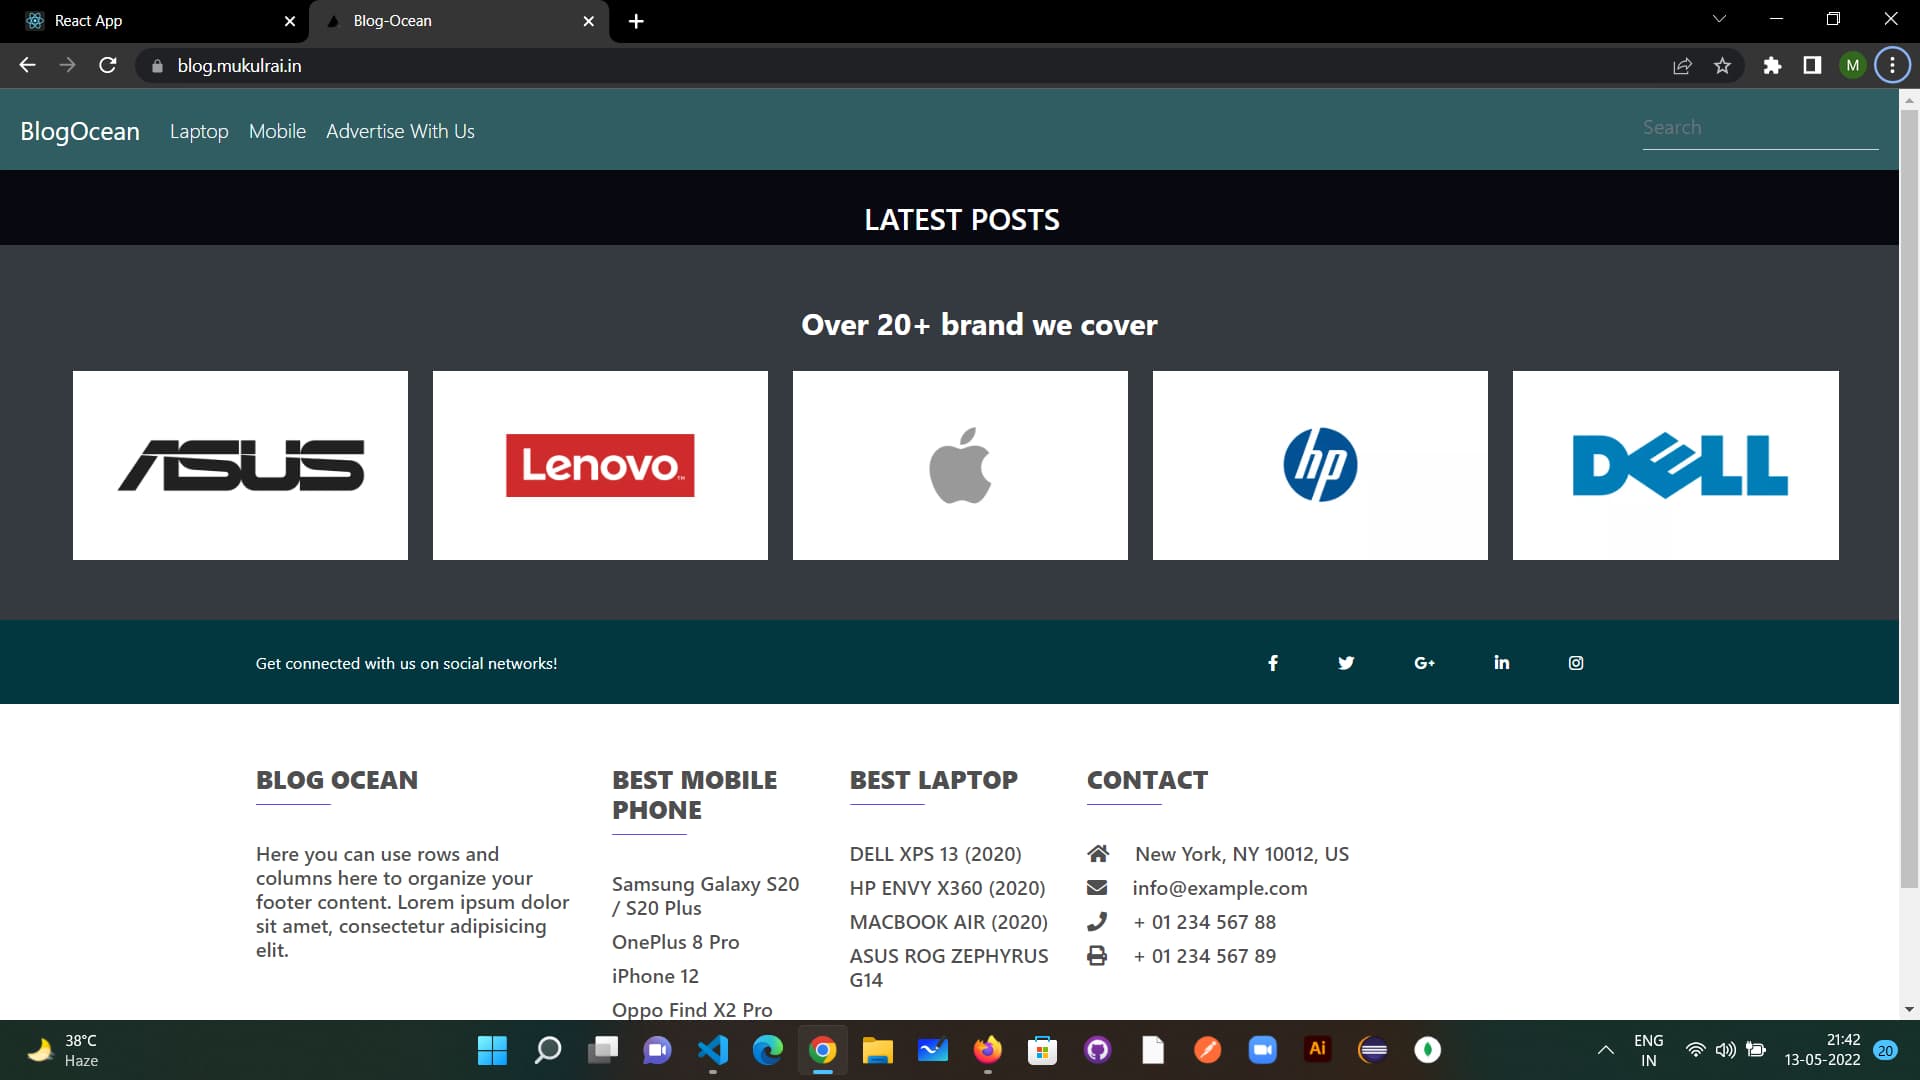 React App
Blog-Ocean
blog.mukulrai.in
M
BlogOcean
Laptop
Mobile
Advertise With Us
Search
LATEST POSTS
Over 20+ brand we cover
ASUS
Lenovo
hp
DELL
Get connected with us on social networks!
G+
in
BLOG OCEAN
Here you can use rows and
columns here to organize your
footer content. Lorem ipsum dolor
sit amet, consectetur adipisicing
elit.
BEST MOBILE
PHONE
Samsung Galaxy S20
/ S20 Plus
OnePlus 8 Pro
iPhone 12
Oppo Find X2 Pro
BEST LAPTOP
DELL XPS 13 (2020)
HP ENVY X360 (2020)
MACBOOK AIR (2020)
ASUS ROG ZEPHYRUS
G14
CONTACT
New York, NY 10012, US
info@example.com
+ 01 234 567 88
+ 01 234 567 89
38°C
Haze
Ai
ENG
IN
21:42
13-05-2022
20